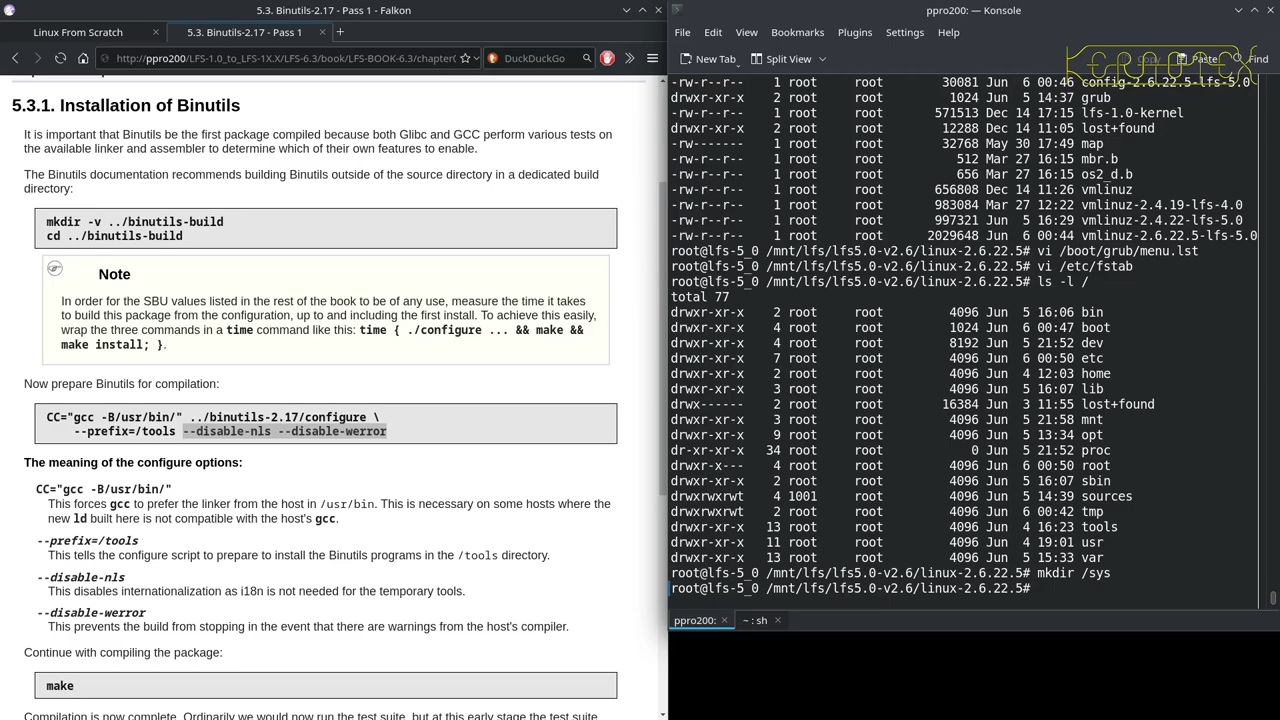 5.3. Binutils-2.17 - Pass 1 - Falkon
Linux From Scratch
5.3. Binutils-2.17 - Pass 1
http://ppro200/LFS-1.0_to_LFS-1X.X/LFS-6.3/book/LFS-BOOK-6.3/chapter(
DuckDuckGo
5.3.1. Installation of Binutils
It is important that Binutils be the first package compiled because both Glibc and GCC perform various tests on
the available linker and assembler to determine which of their own features to enable.
The Binutils documentation recommends building Binutils outside of the source directory in a dedicated build
directory:
mkdir -v ../binutils-build
cd ../binutils-build
Note
In order for the SBU values listed in the rest of the book to be of any use, measure the time it takes
to build this package from the configuration, up to and including the first install. To achieve this easily,
wrap the three commands in a time command like this: time { ./configure ... && make &&
make install; }.
Now prepare Binutils for compilation:
CC="gcc -B/usr/bin/" ../binutils-2.17/configure \
--prefix=/tools --disable-nls --disable-werror
The meaning of the configure options:
CC="gcc -B/usr/bin/"
This forces gcc to prefer the linker from the host in /usr/bin. This is necessary on some hosts where the
new ld built here is not compatible with the host's gcc.
--prefix=/tools
This tells the configure script to prepare to install the Binutils programs in the /tools directory.
--disable-nls
This disables internationalization as i18n is not needed for the temporary tools.
--disable-werror
This prevents the build from stopping in the event that there are warnings from the host's compiler.
Continue with compiling the package:
make
Compilation is now complete. Ordinarily we would now run the test suite, but at this early stage the test suite
ppro200: — Konsole
File Edit View Bookmarks Plugins Settings Help
New Tab Split View Copy Paste Find
-rw-r--r-- 1 root root 30081 Jun 6 00:46 config-2.6.22.5-lfs-5.0
drwxr-xr-x 2 root root 1024 Jun 5 14:37 grub
-rw-r--r-- 1 root root 571513 Dec 14 17:15 lfs-1.0-kernel
drwxr-xr-x 2 root root 12288 Dec 14 11:05 lost+found
-rw------- 1 root root 32768 May 30 17:49 map
-rw-r--r-- 1 root root 512 Mar 27 16:15 mbr.b
-rw-r--r-- 1 root root 656 Mar 27 16:15 os2_d.b
-rw-r--r-- 1 root root 656808 Dec 14 11:26 vmlinuz
-rw-r--r-- 1 root root 983084 Mar 27 12:22 vmlinuz-2.4.19-lfs-4.0
-rw-r--r-- 1 root root 997321 Jun 5 16:29 vmlinuz-2.4.22-lfs-5.0
-rw-r--r-- 1 root root 2029648 Jun 6 00:44 vmlinuz-2.6.22.5-lfs-5.0
root@lfs-5_0 /mnt/lfs/lfs5.0-v2.6/linux-2.6.22.5# vi /boot/grub/menu.lst
root@lfs-5_0 /mnt/lfs/lfs5.0-v2.6/linux-2.6.22.5# vi /etc/fstab
root@lfs-5_0 /mnt/lfs/lfs5.0-v2.6/linux-2.6.22.5# ls -l /
total 77
drwxr-xr-x 2 root root 4096 Jun 5 16:06 bin
drwxr-xr-x 4 root root 1024 Jun 6 00:47 boot
drwxr-xr-x 4 root root 8192 Jun 5 21:52 dev
drwxr-xr-x 7 root root 4096 Jun 6 00:50 etc
drwxr-xr-x 2 root root 4096 Jun 4 12:03 home
drwxr-xr-x 3 root root 4096 Jun 5 16:07 lib
drwx------ 2 root root 16384 Jun 3 11:55 lost+found
drwxr-xr-x 3 root root 4096 Jun 5 21:58 mnt
drwxr-xr-x 9 root root 4096 Jun 5 13:34 opt
dr-xr-xr-x 34 root root 0 Jun 5 21:52 proc
drwxr-x--- 4 root root 4096 Jun 6 00:50 root
drwxr-xr-x 2 root root 4096 Jun 5 16:07 sbin
drwxrwxrwt 4 1001 root 4096 Jun 5 14:39 sources
drwxrwxrwt 2 root root 4096 Jun 6 00:42 tmp
drwxr-xr-x 13 root root 4096 Jun 4 16:23 tools
drwxr-xr-x 11 root root 4096 Jun 4 19:01 usr
drwxr-xr-x 13 root root 4096 Jun 5 15:33 var
root@lfs-5_0 /mnt/lfs/lfs5.0-v2.6/linux-2.6.22.5# mkdir /sys
root@lfs-5_0 /mnt/lfs/lfs5.0-v2.6/linux-2.6.22.5#
ppro200:
~ : sh